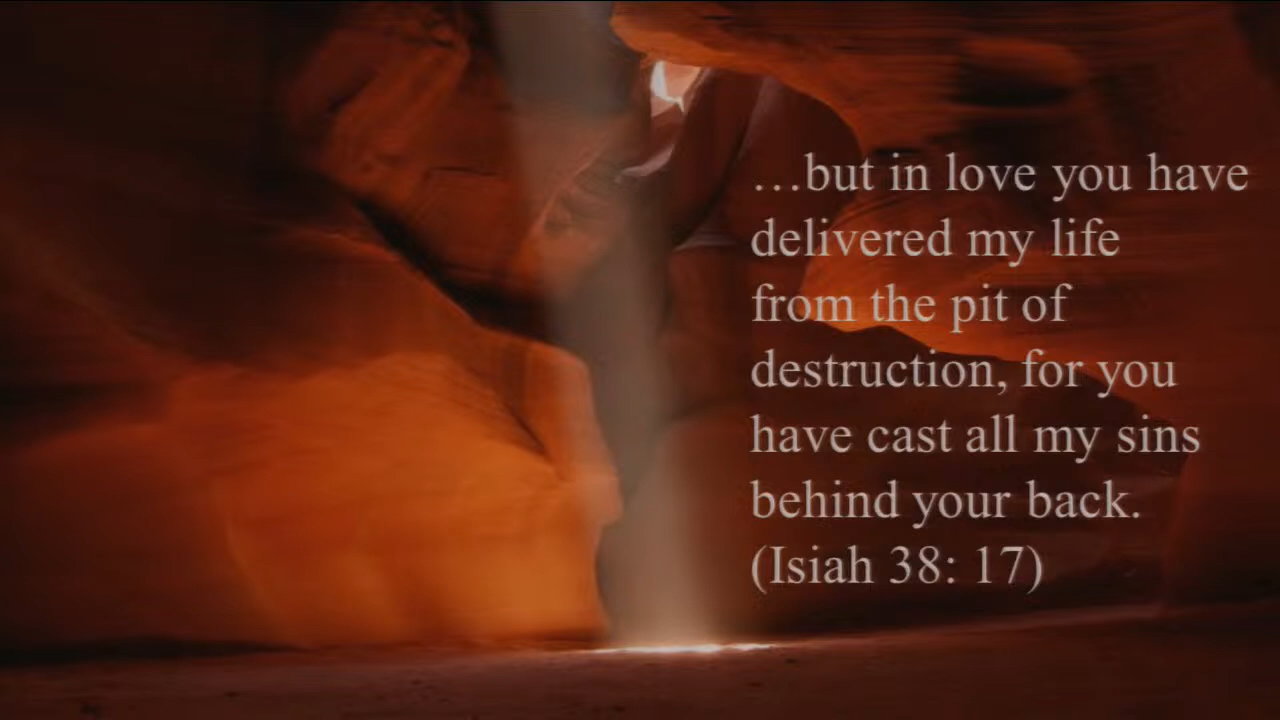 …but in love you have
delivered my life
from the pit of
destruction, for you
have cast all my sins
behind your back.
(Isiah 38: 17)